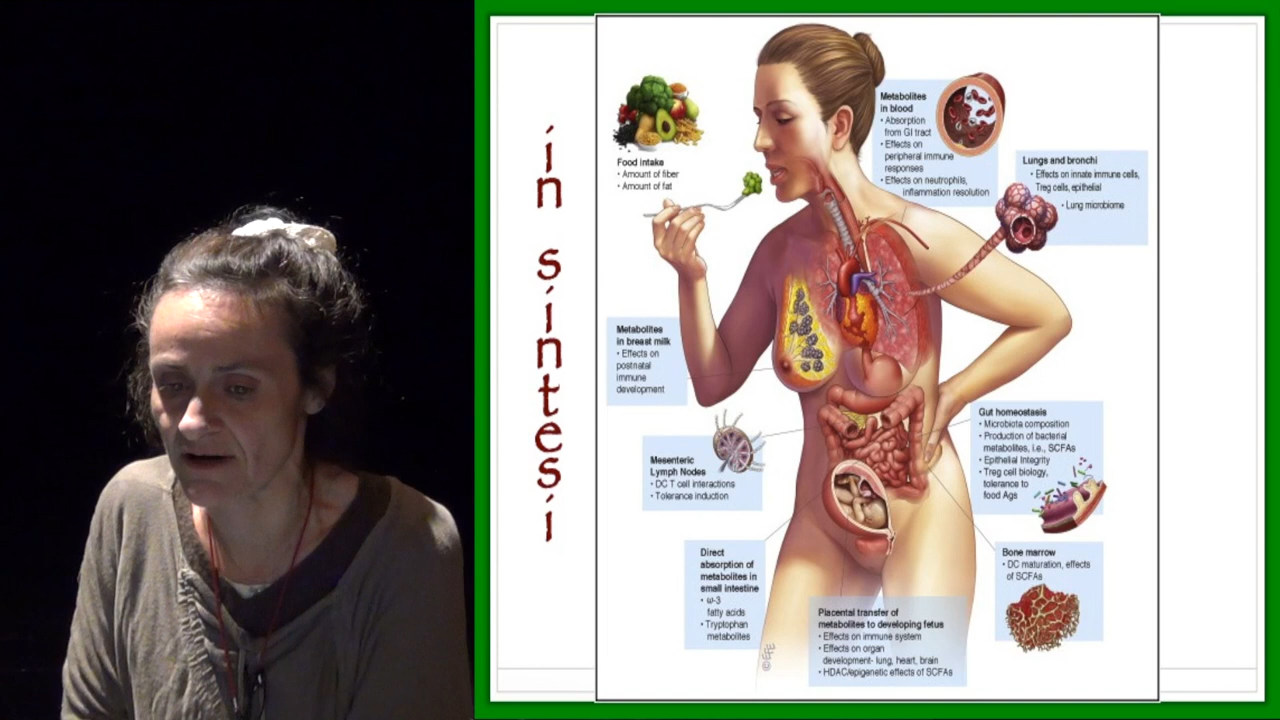 in sintesi
Food intake
• Amount of fiber
• Amount of fat
Metabolites
in blood
• Absorption
from GI tract
• Effects on
peripheral immune
responses
• Effects on neutrophils,
inflammation resolution
Lungs and bronchi
• Effects on innate immune cells,
Treg cells, epithelial
• Lung microbiome
Metabolites
in breast milk
• Effects on
postnatal
immune
development
Mesenteric
Lymph Nodes
• DC T cell interactions
• Tolerance induction
Gut homeostasis
• Microbiota composition
• Production of bacterial
metabolites, i.e., SCFAs
• Epithelial Integrity
• Treg cell biology,
tolerance to
food Ags
Direct
absorption of
metabolites in
small intestine
• ω-3
fatty acids
• Tryptophan
metabolites
Bone marrow
• DC maturation, effects
of SCFAs
Placental transfer of
metabolites to developing fetus
• Effects on immune system
• Effects on organ
development- lung, heart, brain
• HDAC/epigenetic effects of SCFAs